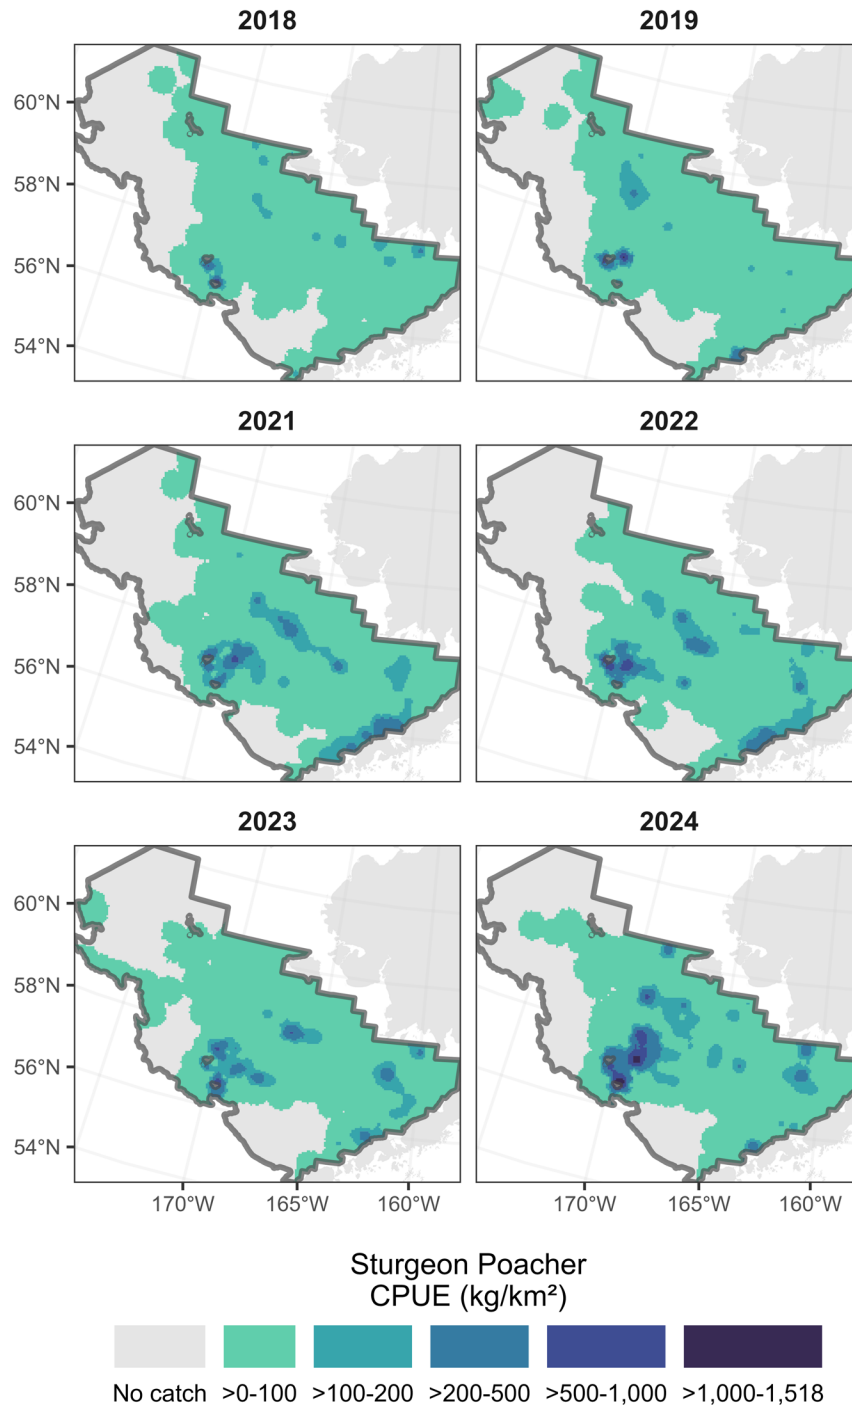 2018 2019
60°N
58°N
56°N
54°N
2021 2022
60°N
58°N
56°N
54°N
2023 2024
60°N
58°N
56°N
54°N
170°W 165°W 160°W 170°W 165°W 160°W
Sturgeon Poacher
CPUE (kg/km²)
No catch >0-100 >100-200 >200-500 >500-1,000 >1,000-1,518